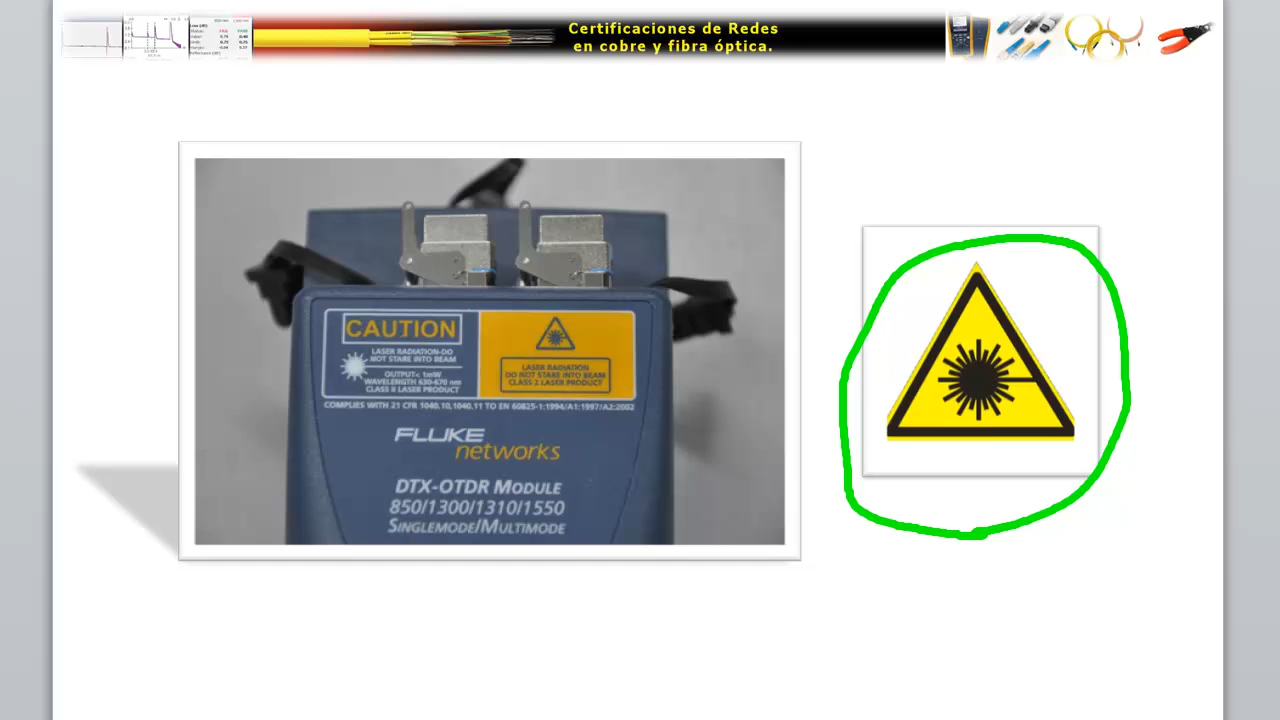 Certificaciones de Redes
en cobre y fibra óptica.
CAUTION
LASER RADIATION-DO
NOT STARE INTO BEAM
OUTPUT< 1mW
WAVELENGTH 630-670 nm
CLASS II LASER PRODUCT
LASER RADIATION
DO NOT STARE INTO BEAM
CLASS 2 LASER PRODUCT
COMPLIES WITH 21 CFR 1040.10,1040.11 TO EN 60825-1:1994/A1:1997/A2:2002
FLUKE
networks
DTX-OTDR MODULE
850/1300/1310/1550
SINGLEMODE/MULTIMODE